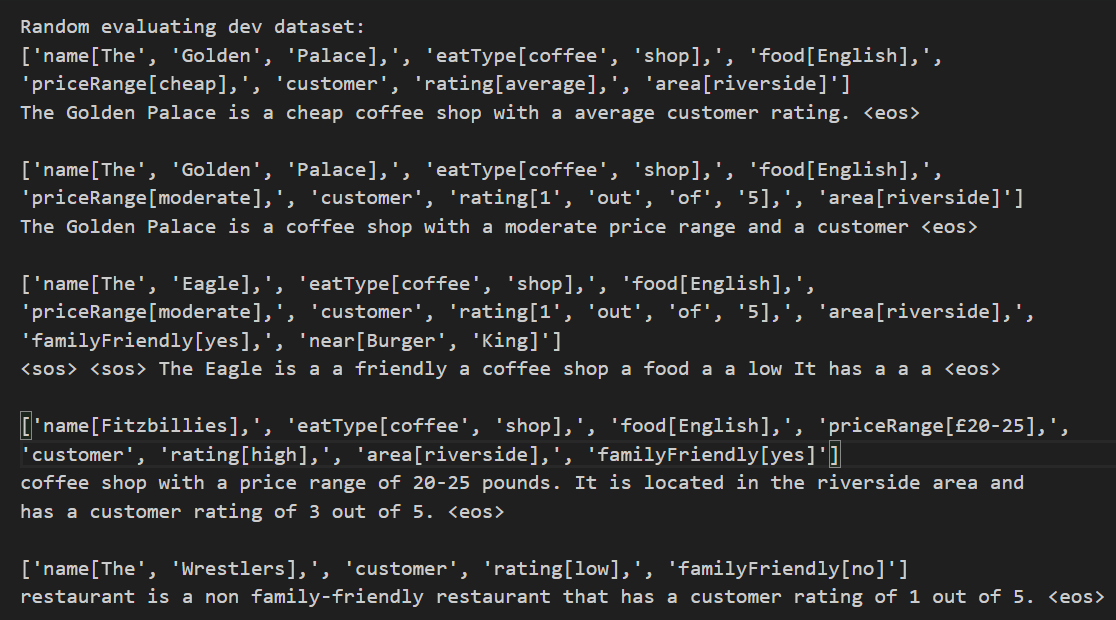 Random evaluating dev dataset:
['name[The', 'Golden', 'Palace],', 'eatType[coffee', 'shop],', 'food[English],',
'priceRange[cheap],', 'customer', 'rating[average],', 'area[riverside]']
The Golden Palace is a cheap coffee shop with a average customer rating. <eos>
['name[The', 'Golden', 'Palace],', 'eatType[coffee', 'shop],', 'food[English],',
'priceRange[moderate],', 'customer', 'rating[1', 'out', 'of', '5],', 'area[riverside]']
The Golden Palace is a coffee shop with a moderate price range and a customer <eos>
['name[The', 'Eagle],', 'eatType[coffee', 'shop],', 'food[English],',
'priceRange[moderate],', 'customer', 'rating[1', 'out', 'of', '5],', 'area[riverside],',
'familyFriendly[yes],', 'near[Burger', 'King]']
<sos> <sos> The Eagle is a a friendly a coffee shop a food a a low It has a a a <eos>
['name[Fitzbillies],', 'eatType[coffee', 'shop],', 'food[English],', 'priceRange[£20-25],',
'customer', 'rating[high],', 'area[riverside],', 'familyFriendly[yes]']
coffee shop with a price range of 20-25 pounds. It is located in the riverside area and
has a customer rating of 3 out of 5. <eos>
['name[The', 'Wrestlers],', 'customer', 'rating[low],', 'familyFriendly[no]']
restaurant is a non family-friendly restaurant that has a customer rating of 1 out of 5. <eos>